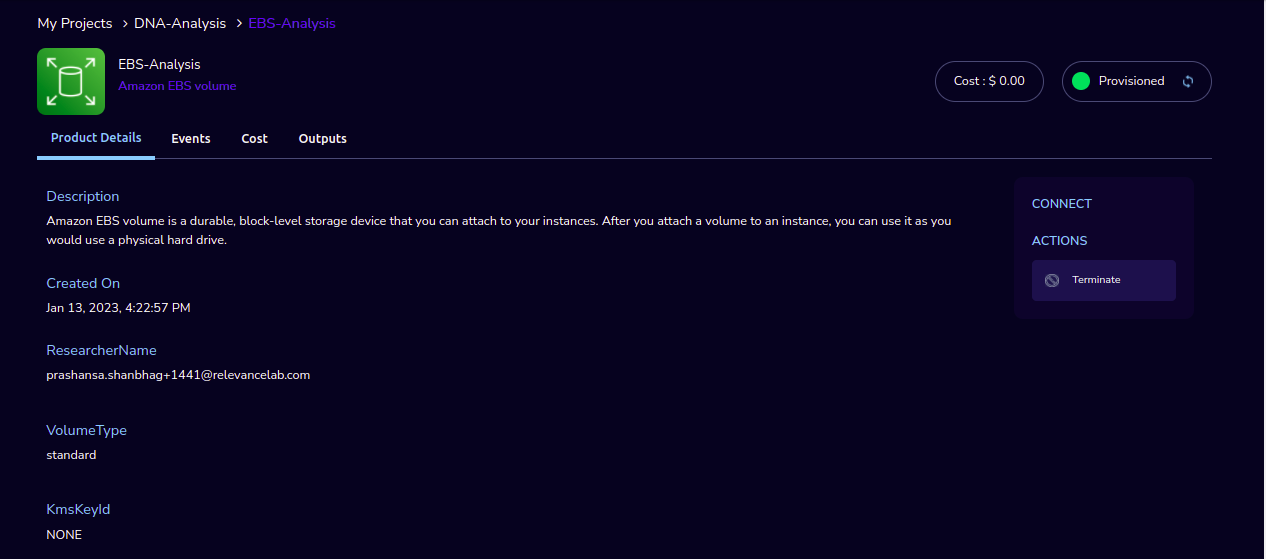 My Projects > DNA-Analysis > EBS-Analysis
EBS-Analysis
Amazon EBS volume
Cost : $ 0.00
Provisioned
Product Details
Events
Cost
Outputs
Description
Amazon EBS volume is a durable, block-level storage device that you can attach to your instances. After you attach a volume to an instance, you can use it as you
would use a physical hard drive.
Created On
Jan 13, 2023, 4:22:57 PM
ResearcherName
prashansa.shanbhag+1441@relevancelab.com
VolumeType
standard
KmsKeyId
NONE
CONNECT
ACTIONS
Terminate